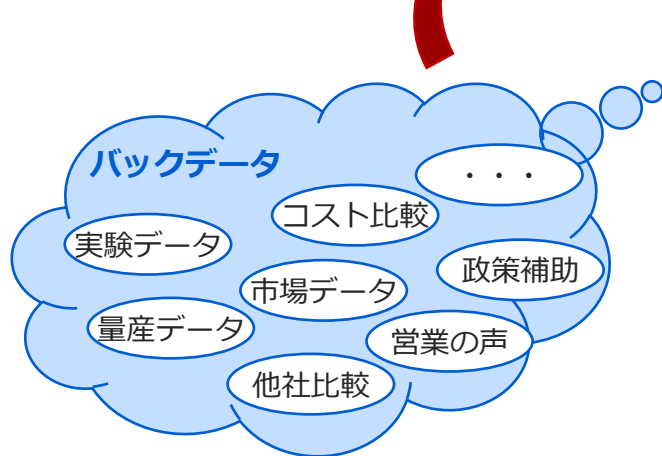 バックデータ
・・・
コスト比較
実験データ
政策補助
市場データ
量産データ
営業の声
他社比較